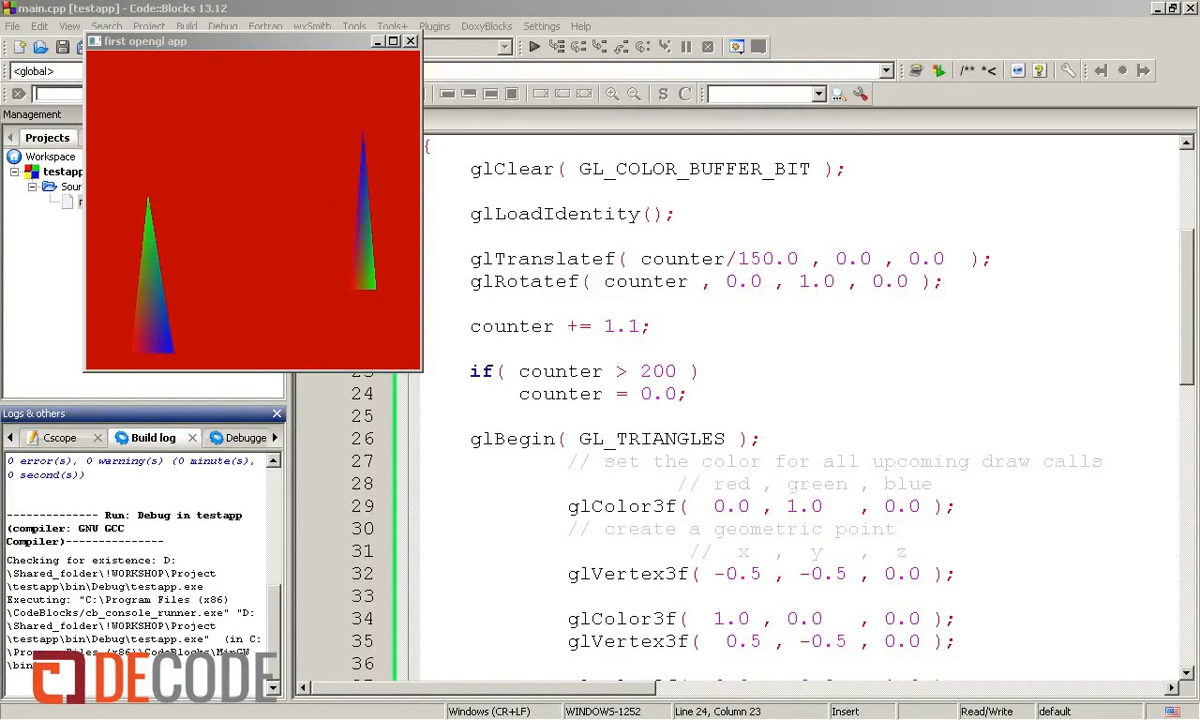 main.cpp [testapp] - Code::Blocks 13.12
File Edit View Search Project Build Debug Fortran wxSmith Tools Tools+ Plugins DoxyBlocks Settings Help
first opengl app
<global>
/** *<
S C
Management
Projects
Workspace
testapp
Sour
{
glClear( GL_COLOR_BUFFER_BIT );
glLoadIdentity();
glTranslatef( counter/150.0 , 0.0 , 0.0 );
glRotatef( counter , 0.0 , 1.0 , 0.0 );
counter += 1.1;
if( counter > 200 )
24 counter = 0.0;
25
26 glBegin( GL_TRIANGLES );
27 // set the color for all upcoming draw calls
28 // red , green , blue
29 glColor3f( 0.0 , 1.0 , 0.0 );
30 // create a geometric point
31 // x , y , z
32 glVertex3f( -0.5 , -0.5 , 0.0 );
33
34 glColor3f( 1.0 , 0.0 , 0.0 );
35 glVertex3f( 0.5 , -0.5 , 0.0 );
36
Logs & others
Cscope Build log Debugge
0 error(s), 0 warning(s) (0 minute(s),
0 second(s))
-------------- Run: Debug in testapp
(compiler: GNU GCC
Compiler)---------------
Checking for existence: D:
\Shared_folder\!WORKSHOP\Project
\testapp\bin\Debug\testapp.exe
Executing: "C:\Program Files (x86)
\CodeBlocks/cb_console_runner.exe" "D:
\Shared_folder\!WORKSHOP\Project
\testapp\bin\Debug\testapp.exe" (in C:
\bin
DECODE
Windows (CR+LF) WINDOWS-1252 Line 24, Column 23 Insert Read/Write default